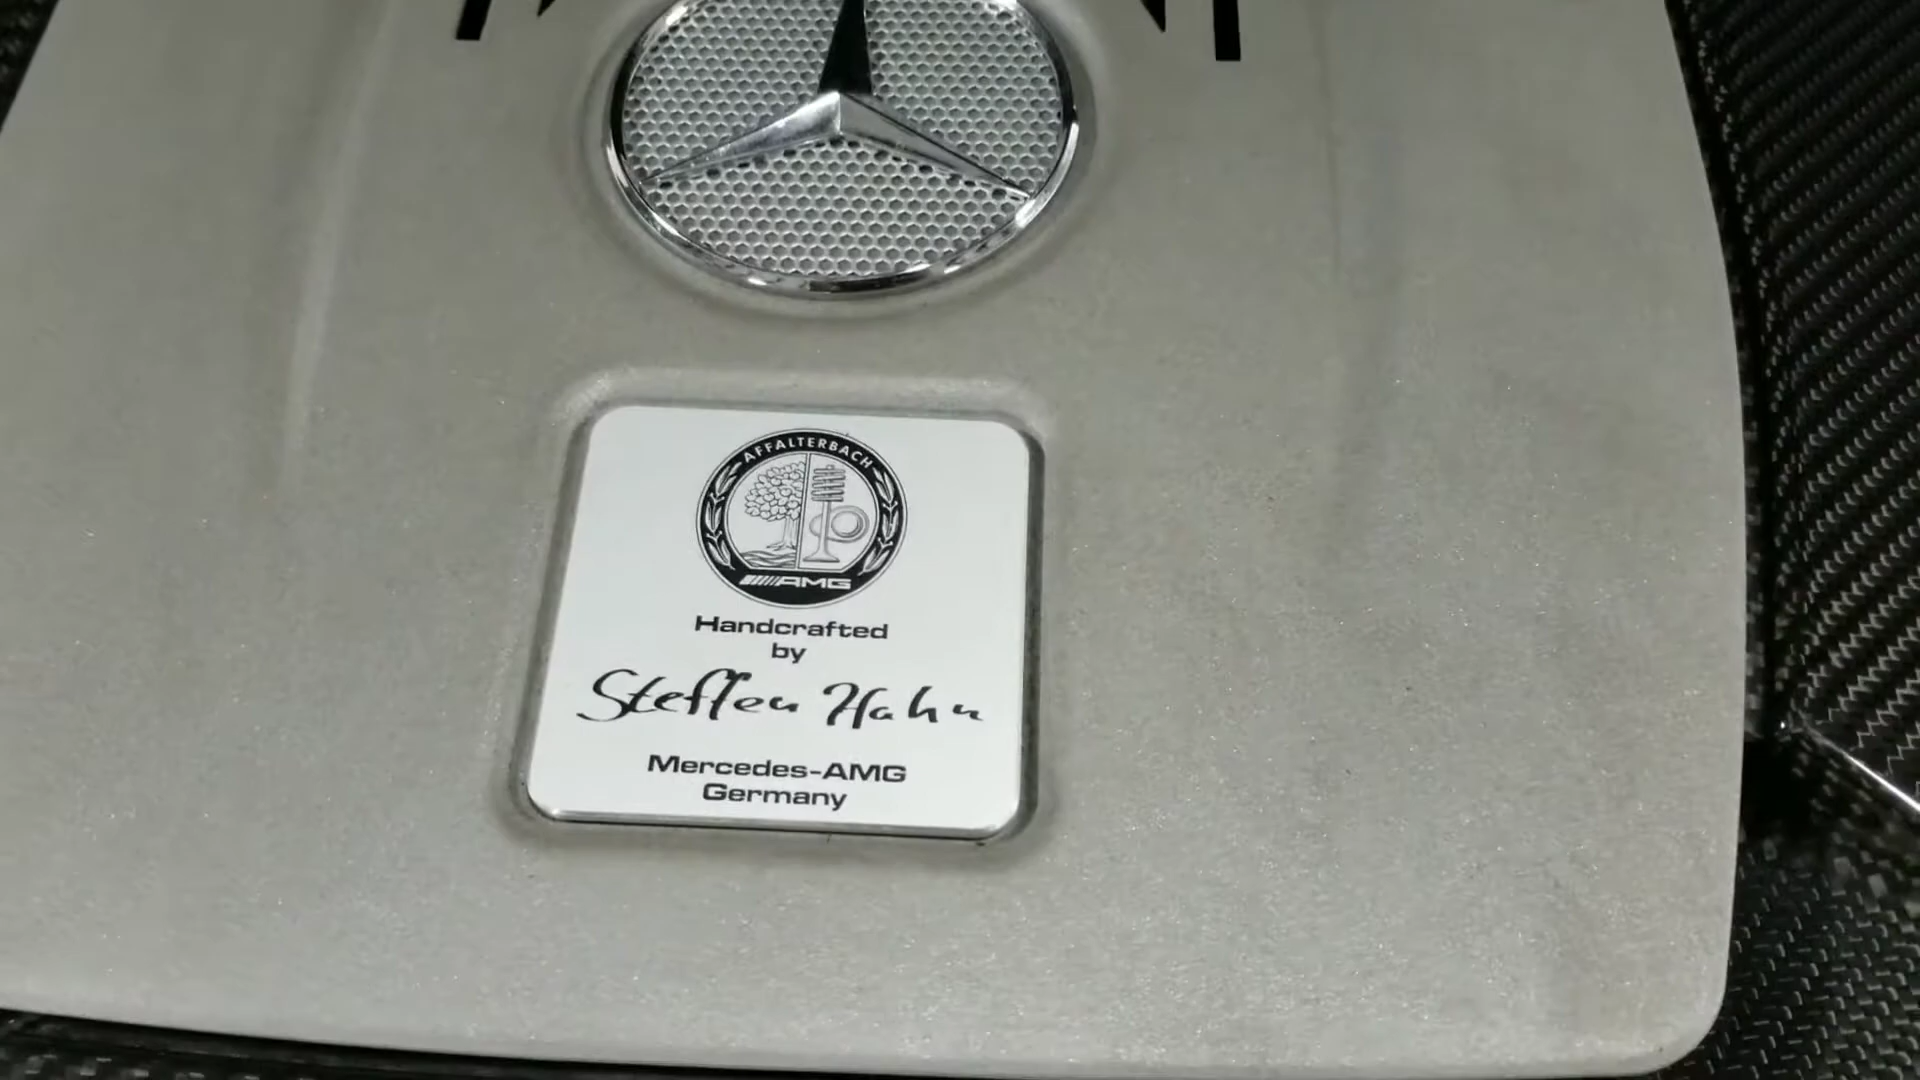 AFFALTERBACH
AMG
Handcrafted
by
Steffen Hahn
Mercedes-AMG
Germany